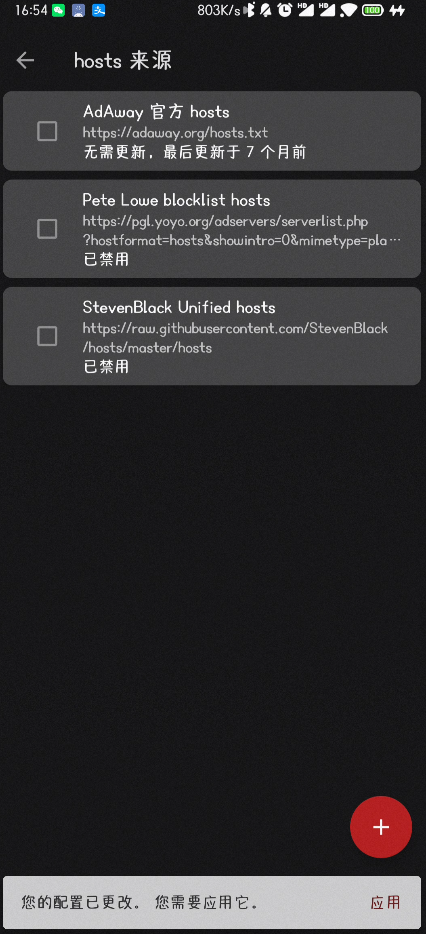 16:54 803K/s HD HD 100
hosts 来源
AdAway 官方 hosts
https://adaway.org/hosts.txt
无需更新，最后更新于 7 个月前
Pete Lowe blocklist hosts
https://pgl.yoyo.org/adservers/serverlist.php
?hostformat=hosts&showintro=0&mimetype=pla…
已禁用
StevenBlack Unified hosts
https://raw.githubusercontent.com/StevenBlack
/hosts/master/hosts
已禁用
您的配置已更改。 您需要应用它。 应用